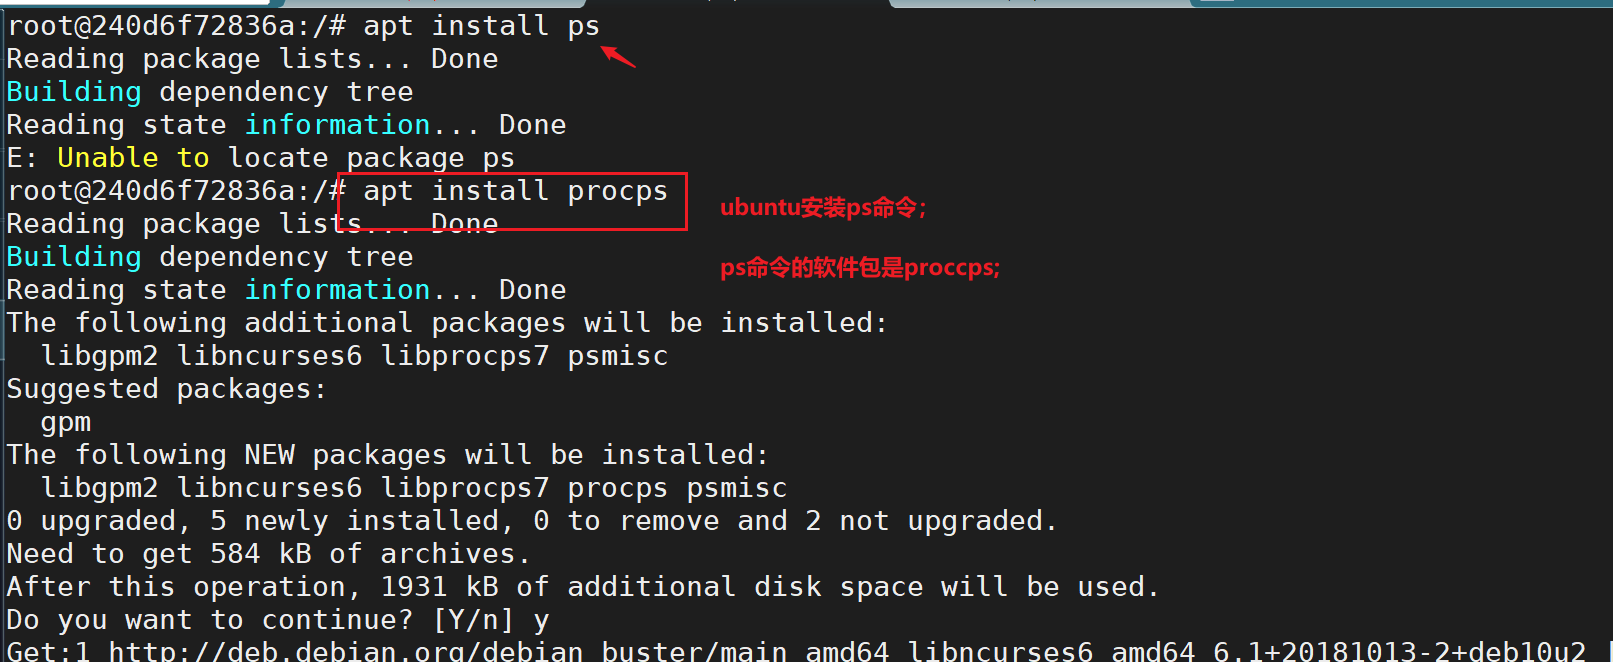 root@240d6f72836a:/# apt install ps
Reading package lists... Done
Building dependency tree
Reading state information... Done
E: Unable to locate package ps
root@240d6f72836a:/# apt install procps
Reading package lists... Done
ubuntu安装ps命令；
Building dependency tree
ps命令的软件包是proccps;
Reading state information... Done
The following additional packages will be installed:
libgpm2 libncurses6 libprocps7 psmisc
Suggested packages:
gpm
The following NEW packages will be installed:
libgpm2 libncurses6 libprocps7 procps psmisc
0 upgraded, 5 newly installed, 0 to remove and 2 not upgraded.
Need to get 584 kB of archives.
After this operation, 1931 kB of additional disk space will be used.
Do you want to continue? [Y/n] y
Get:1 http://deb.debian.org/debian buster/main amd64 libncurses6 amd64 6.1+20181013-2+deb10u2